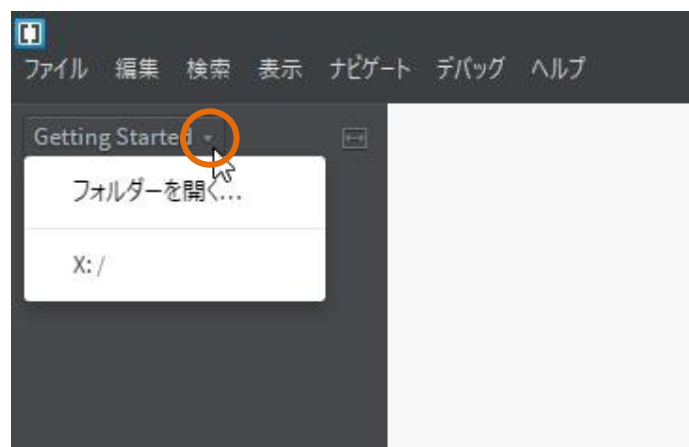 ファイル 編集 検索 表示 ナビゲート デバッグ ヘルプ
Getting Started
フォルダーを開く...
X: /